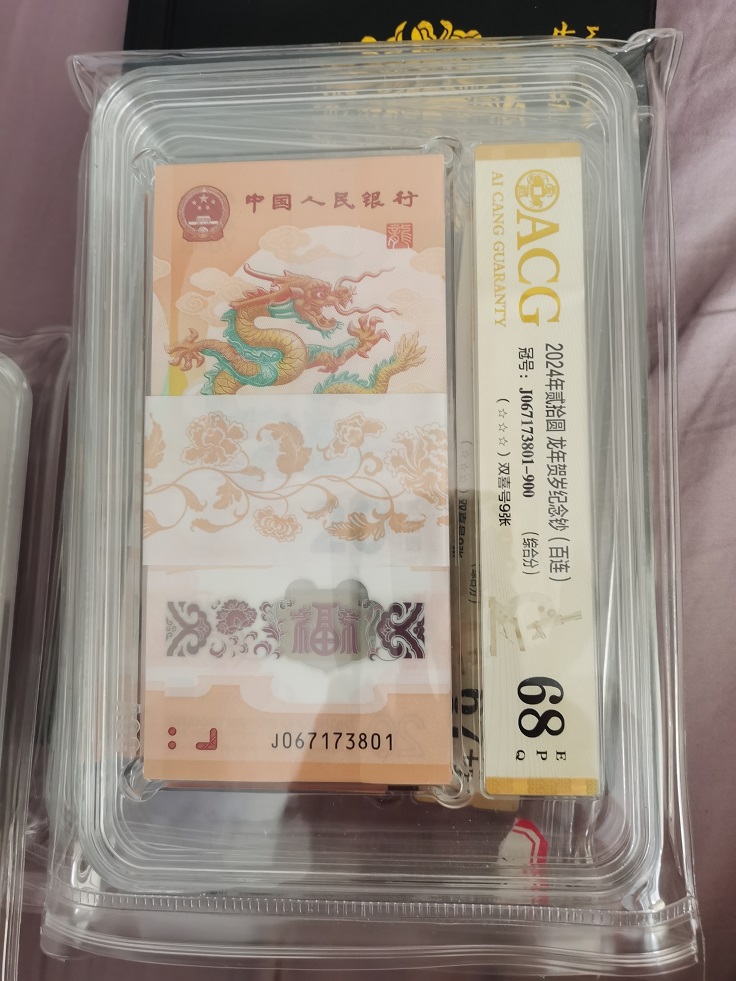 中国人民银行
龍
福
J067173801
ACG
AI CANG GUARANTY
2024年贰拾圆 龙年贺岁纪念钞（百连）
冠号：J067173801-900 （综合分）
（☆☆☆）双喜号9张
68 E
Q P